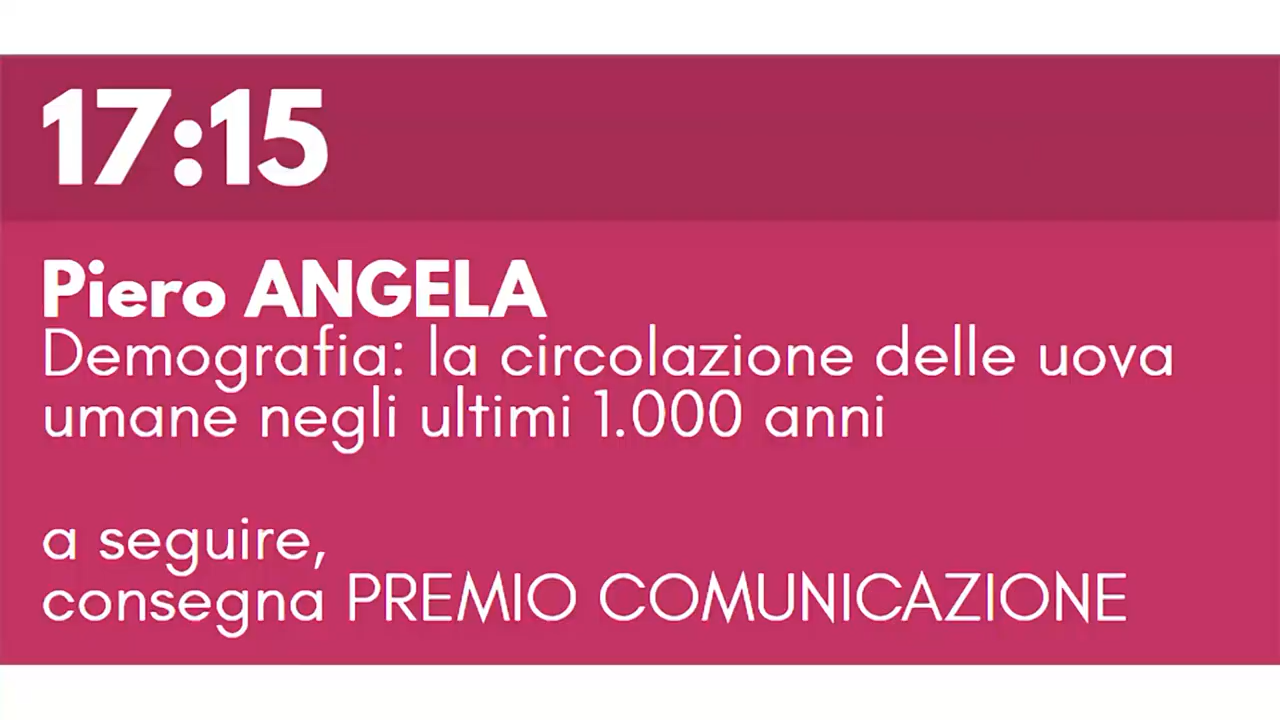 17:15
Piero ANGELA
Demografia: la circolazione delle uova
umane negli ultimi 1.000 anni
a seguire,
consegna PREMIO COMUNICAZIONE